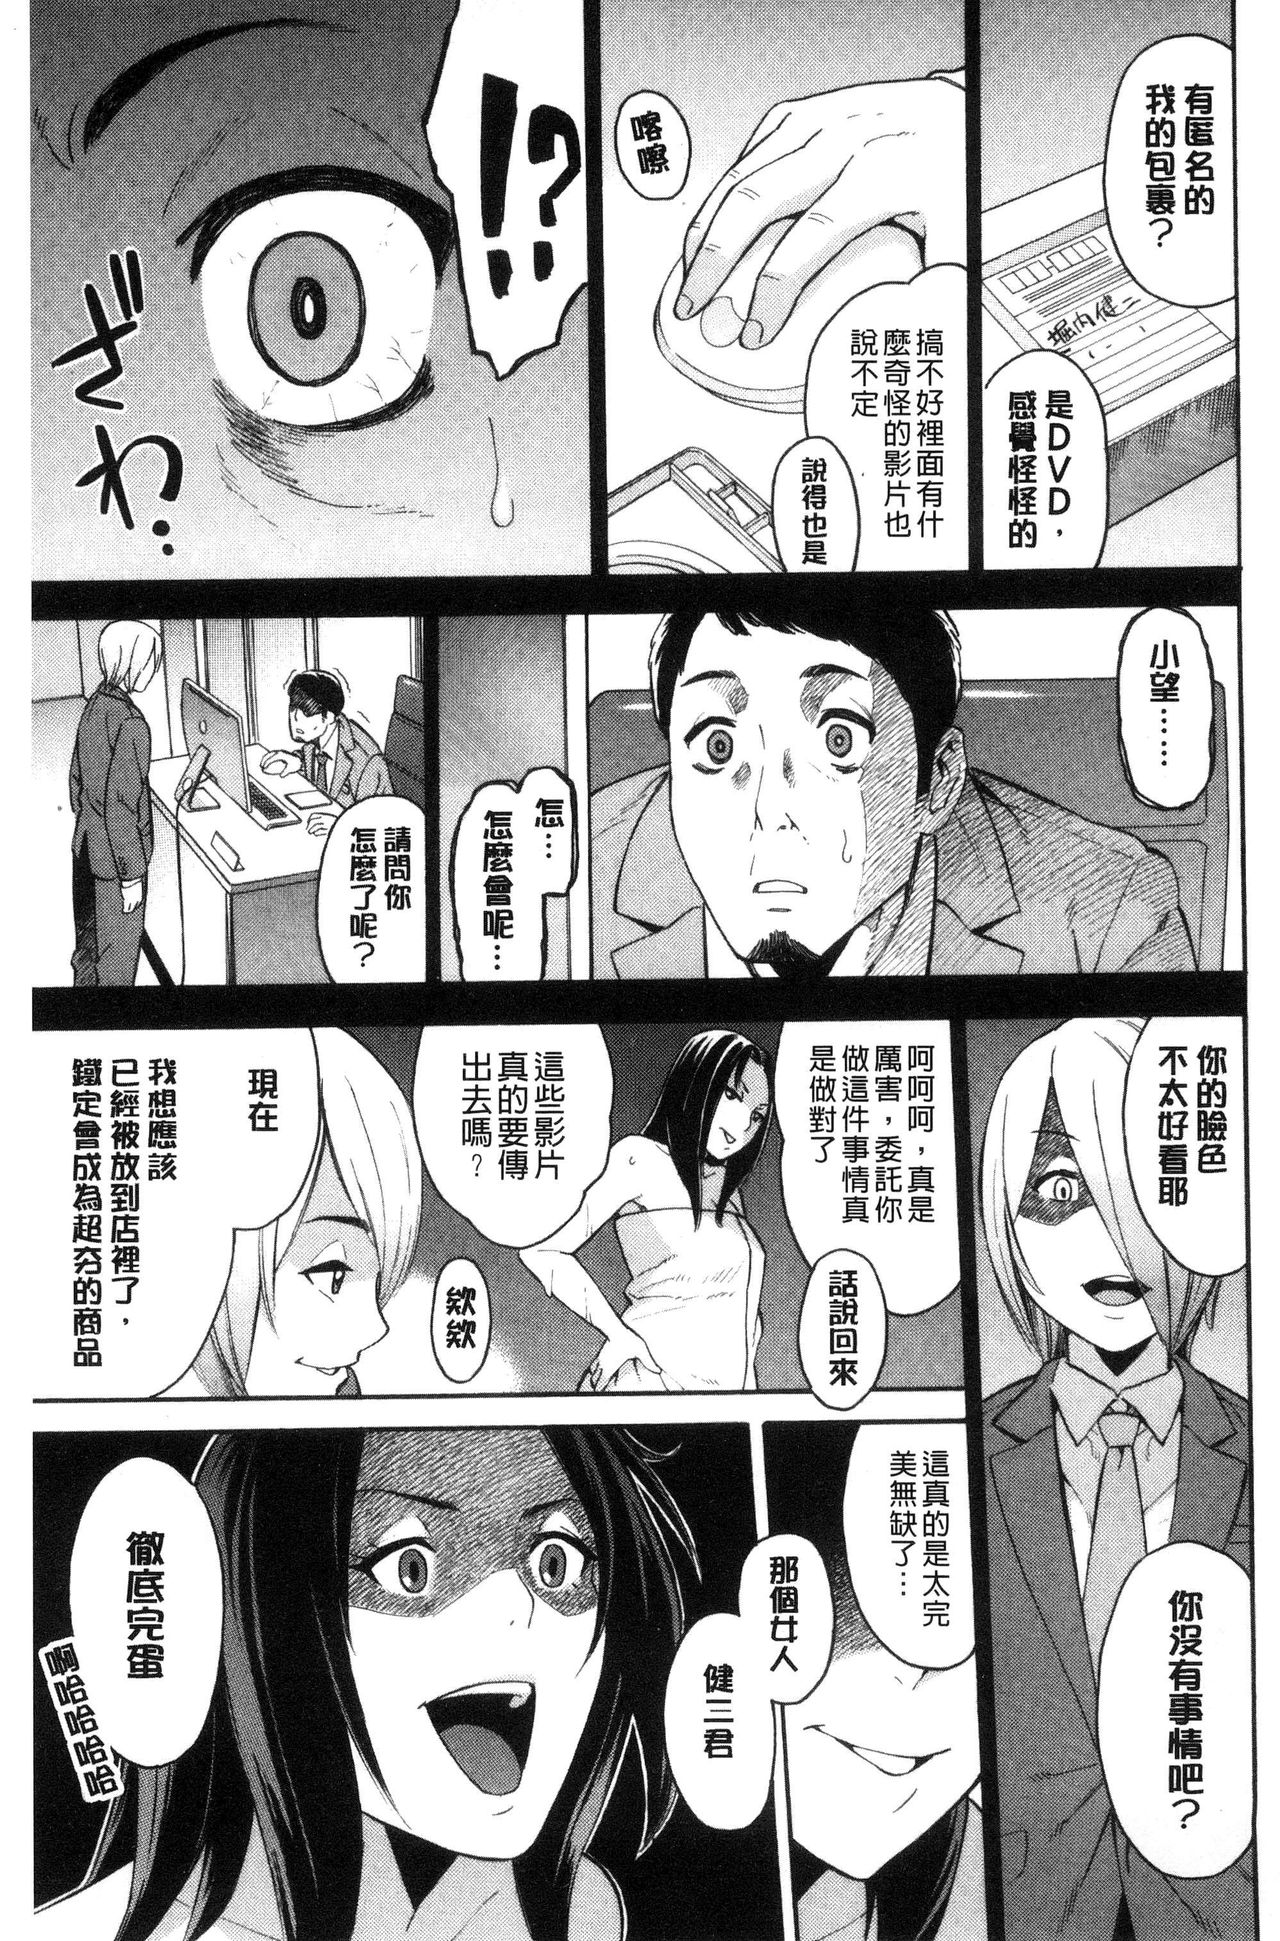 有匿名的
我的包裹？
堀内健二
是DVD，
感覺怪怪的
喀嚓
搞不好裡面有什
麼奇怪的影片也
說不定
說得也是
！？
ざわ…
小望……
怎…
怎麼會呢…
請問你
怎麼了呢？
你的臉色
不太好看耶
你沒有事情吧？
呵呵呵，真是
厲害，委託你
做這件事情真
是做對了
話說回來
這些影片
真的要傳
出去嗎？
欸欸
現在
我想應該
已經被放到店裡了，
鐵定會成為超夯的商品
這真的是太完
美無缺了…
那個女人
健三君
徹底完蛋
啊哈哈哈哈